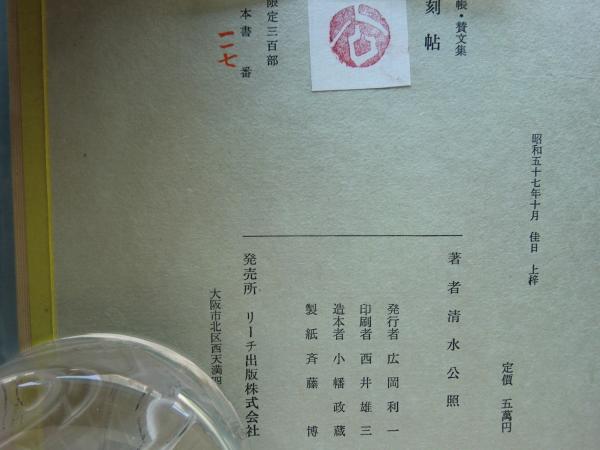 帳・賛文集
刻帖
限定三百部
本書 番
一一七
昭和五十七年十月 佳日 上梓
定價 五萬円
著者 清水公照
発行者 広岡利一
印刷者 西井雄三
造本者 小幡政蔵
製紙 斉藤博
発売所 リーチ出版株式会社
大阪市北区西天満四